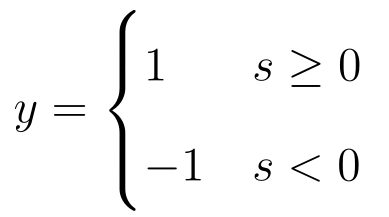 y = { 1 s ≥ 0
−1 s < 0